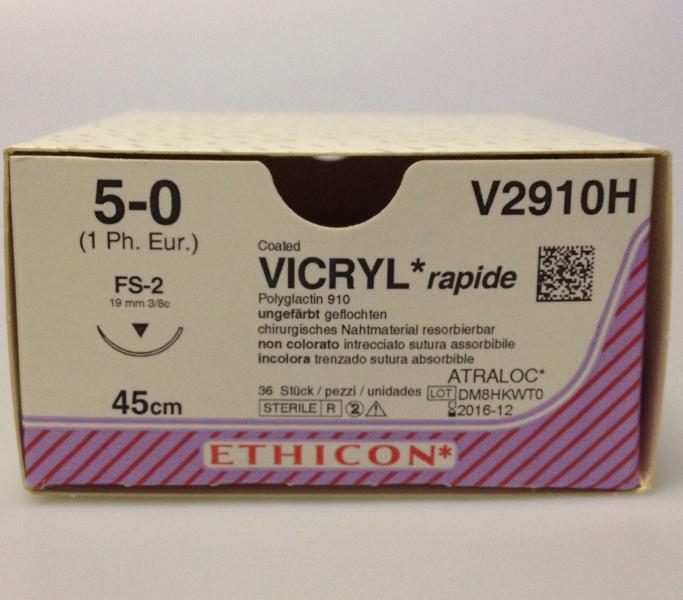 5-0
(1 Ph. Eur.)
FS-2
19 mm 3/8c
45cm
V2910H
Coated
VICRYL* rapide
Polyglactin 910
ungefärbt geflochten
chirurgisches Nahtmaterial resorbierbar
non colorato intrecciato sutura assorbibile
incolora trenzado sutura absorbible
ATRALOC*
36 Stück / pezzi / unidades
LOT DM8HKWT0
STERILE R 2
2016-12
ETHICON*